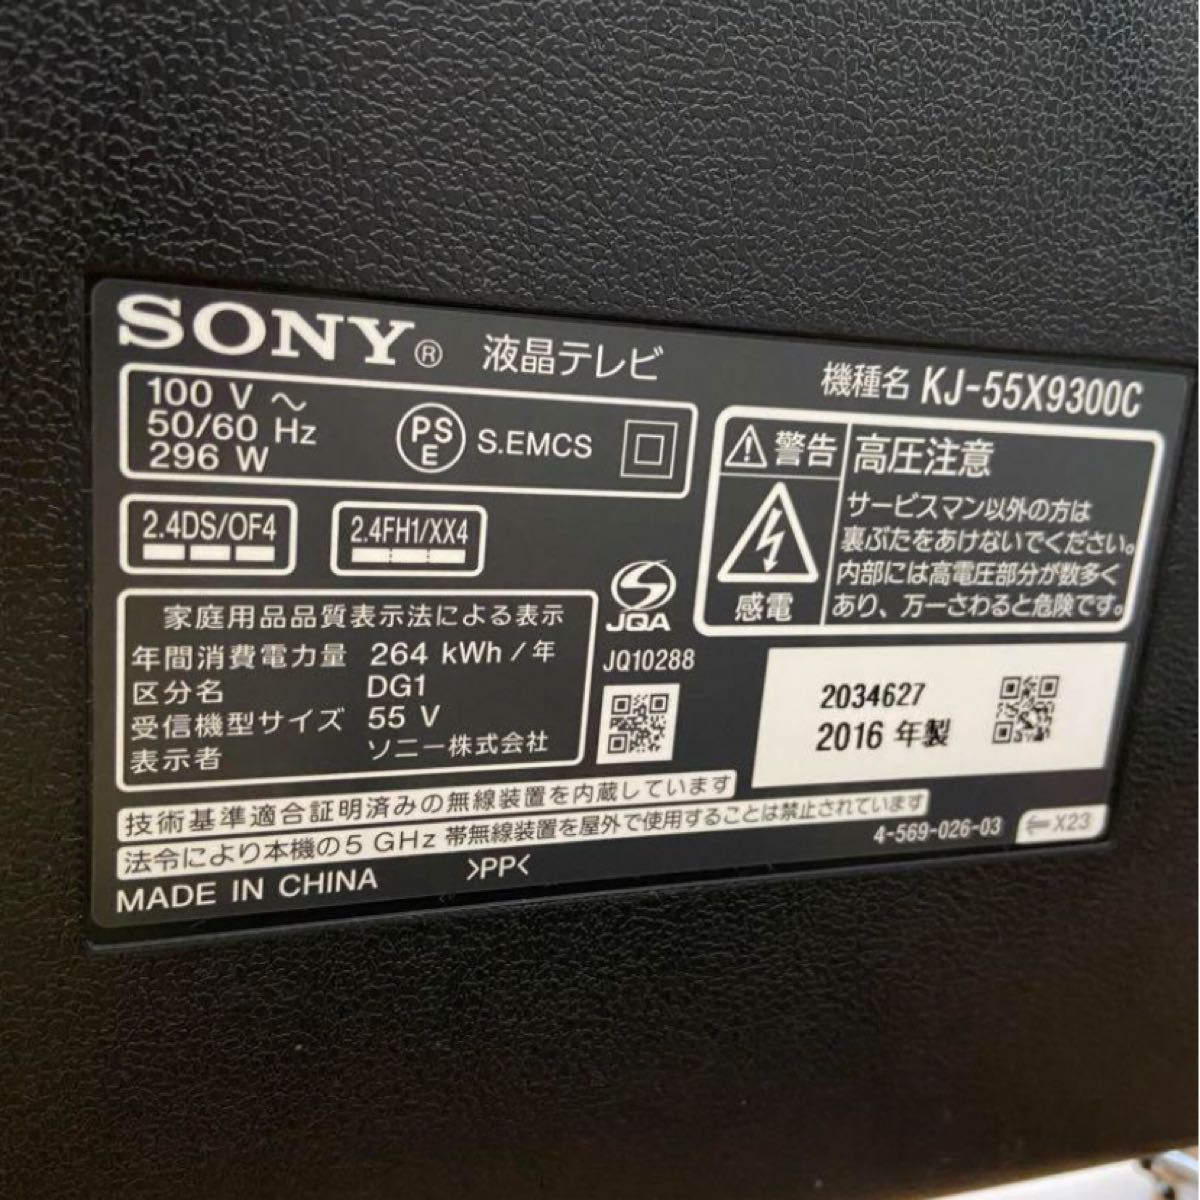 SONY® 液晶テレビ
機種名 KJ-55X9300C
100 V ～
50/60 Hz
296 W
PS
E
S.EMCS
2.4DS/OF4
2.4FH1/XX4
警告
感電
高圧注意
サービスマン以外の方は
裏ぶたをあけないでください。
内部には高電圧部分が数多く
あり、万一さわると危険です。
家庭用品品質表示法による表示
年間消費電力量 264 kWh / 年
区分名 DG1
受信機型サイズ 55 V
表示者 ソニー株式会社
JQA
JQ10288
2034627
2016 年製
技術基準適合証明済みの無線装置を内蔵しています
法令により本機の5 GHz 帯無線装置を屋外で使用することは禁止されています
MADE IN CHINA
>PP<
4-569-026-03
⇐X23